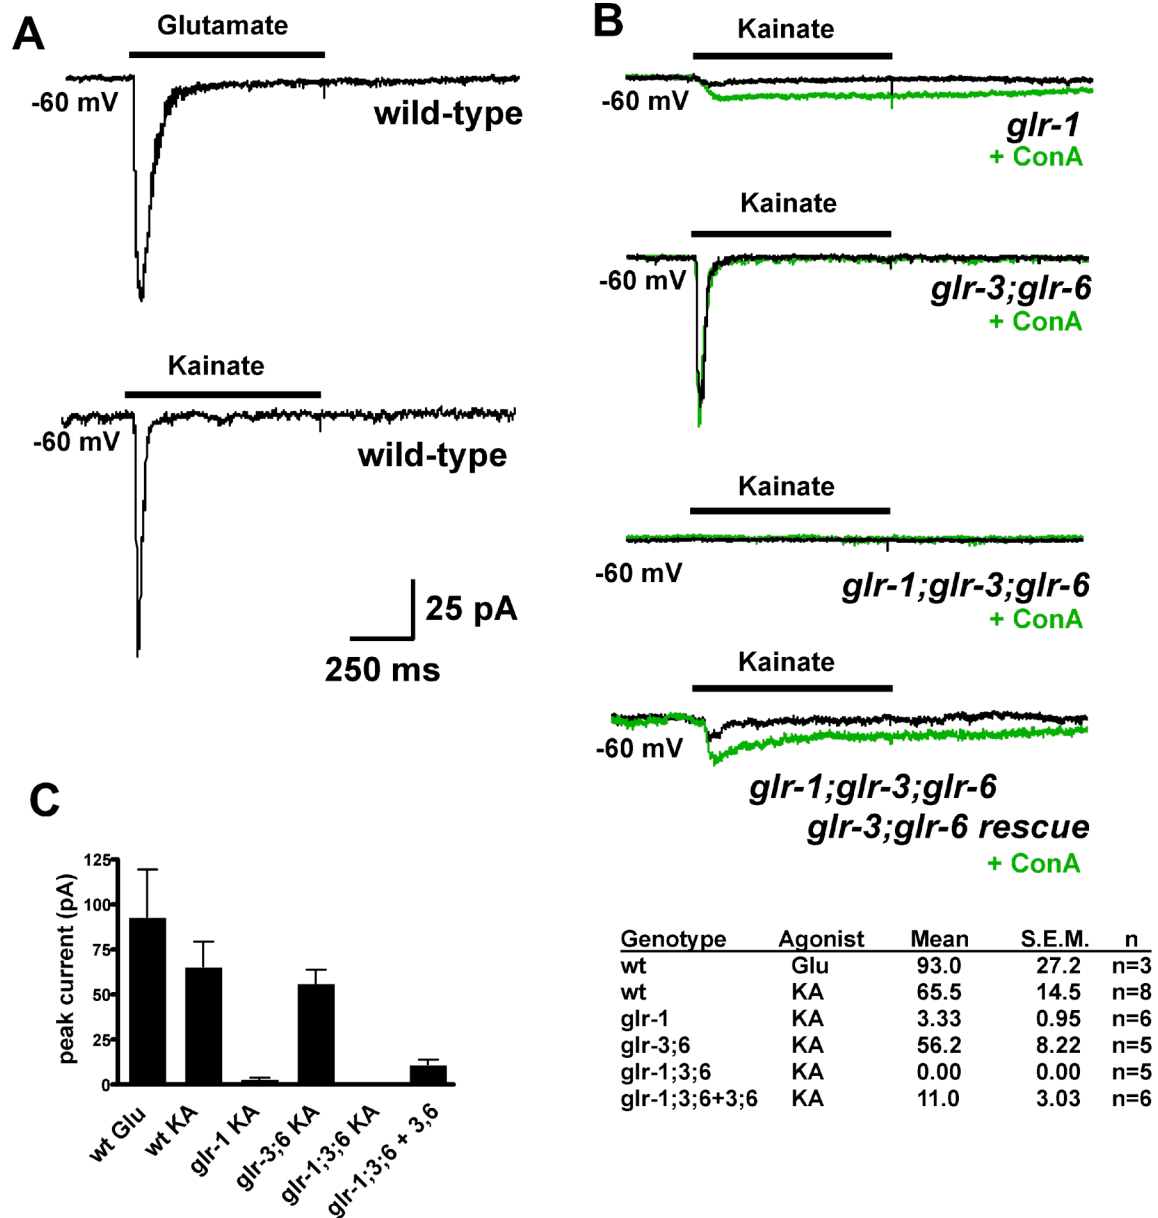 A
Glutamate
-60 mV
wild-type
Kainate
-60 mV
wild-type
25 pA
250 ms
B
Kainate
-60 mV
glr-1
+ ConA
Kainate
-60 mV
glr-3;glr-6
+ ConA
Kainate
-60 mV
glr-1;glr-3;glr-6
+ ConA
Kainate
-60 mV
glr-1;glr-3;glr-6
glr-3;glr-6 rescue
+ ConA
C
peak current (pA)
125
100
75
50
25
0
wt Glu
wt KA
glr-1 KA
glr-3;6 KA
glr-1;3;6 KA
glr-1;3;6 + 3,6
Genotype Agonist Mean S.E.M. n
wt Glu 93.0 27.2 n=3
wt KA 65.5 14.5 n=8
glr-1 KA 3.33 0.95 n=6
glr-3;6 KA 56.2 8.22 n=5
glr-1;3;6 KA 0.00 0.00 n=5
glr-1;3;6+3;6 KA 11.0 3.03 n=6